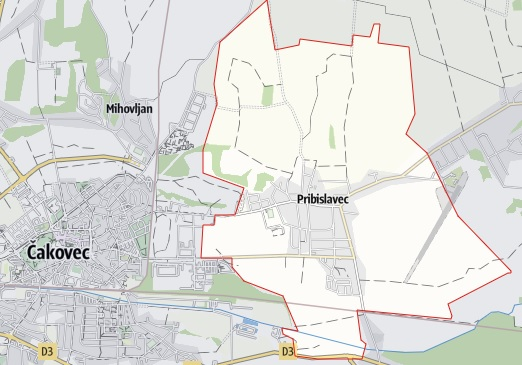 Mihovljan
Pribislavec
Čakovec
D3
D3